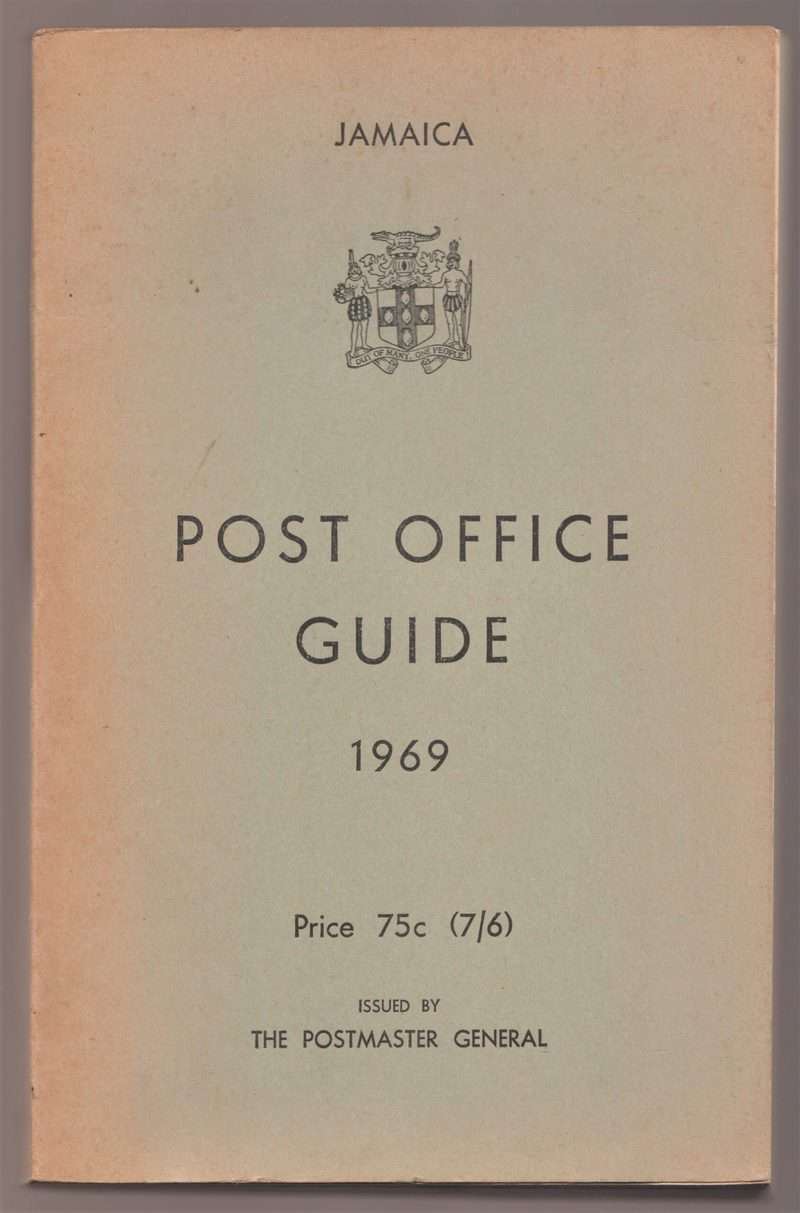 JAMAICA
OUT OF MANY, ONE PEOPLE
POST OFFICE
GUIDE
1969
Price 75c (7/6)
ISSUED BY
THE POSTMASTER GENERAL